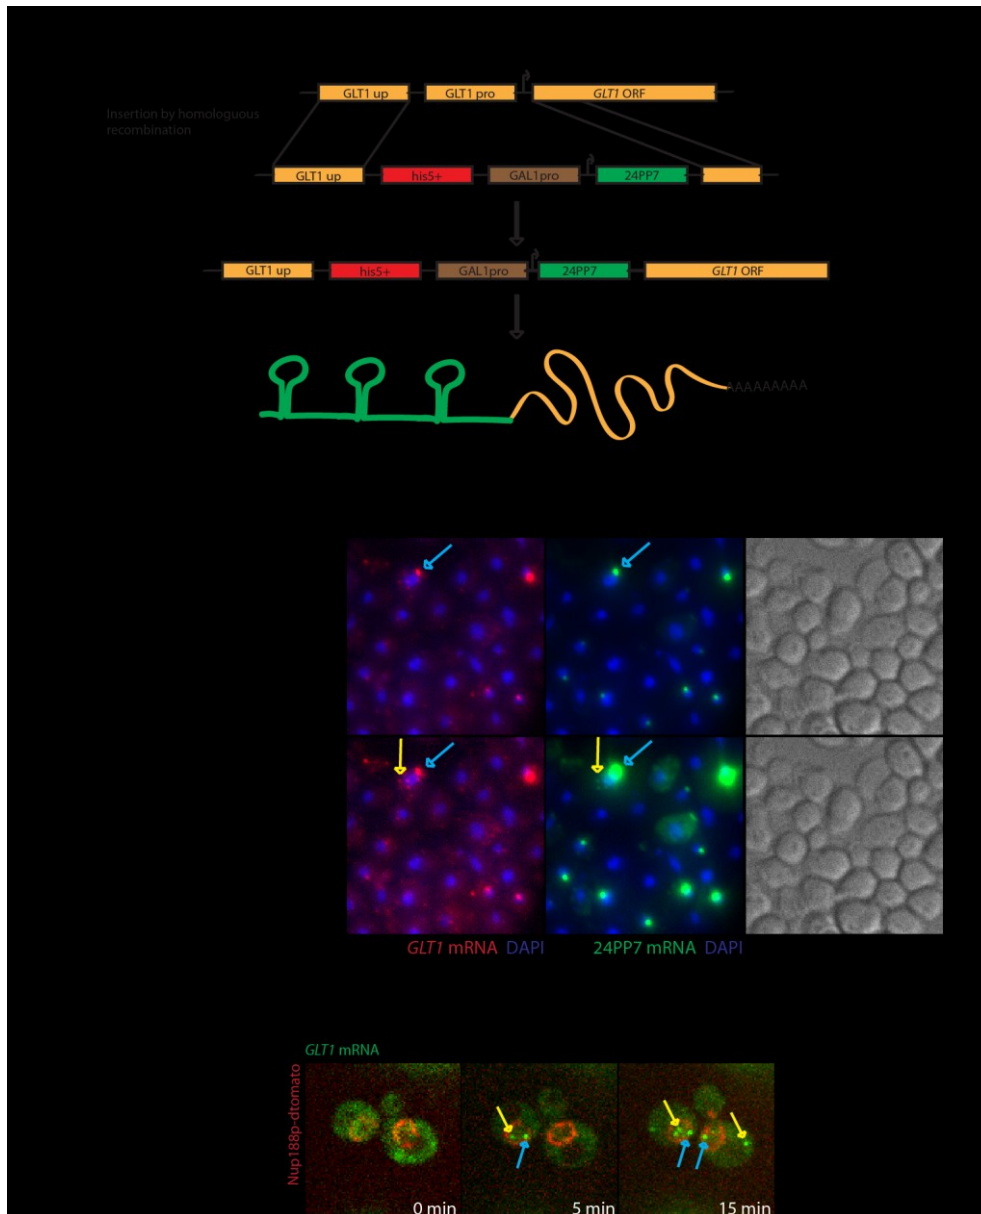 GLT1 up GLT1 pro GLT1 ORF
Insertion by homologuous
recombination
GLT1 up his5+ GAL1pro 24PP7
GLT1 up his5+ GAL1pro 24PP7 GLT1 ORF
AAAAAAAAA
GLT1 mRNA DAPI 24PP7 mRNA DAPI
GLT1 mRNA
Nup188p-dtomato
0 min 5 min 15 min